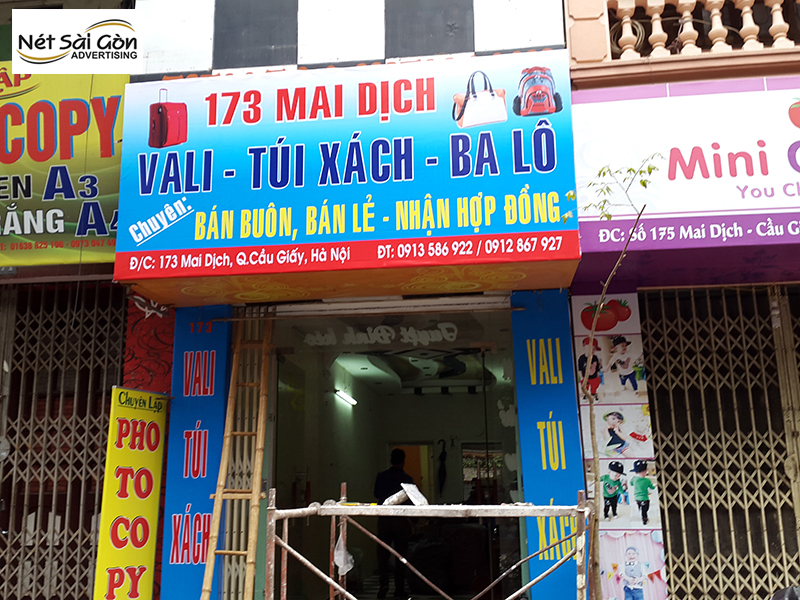 Nét Sài Gòn
ADVERTISING
COPY
A3
173 MAI DỊCH
VALI - TÚI XÁCH - BA LÔ
Chuyên:
BÁN BUÔN, BÁN LẺ - NHẬN HỢP ĐỒNG
Đ/C: 173 Mai Dịch, Q.Cầu Giấy, Hà Nội ĐT: 0913 586 922 / 0912 867 927
Mini
You
ĐC: Số 175 Mai Dịch - Cầu
173
VALI
TÚI
XÁCH
VALI
TÚI
XÁCH
CHUYÊN LẮP
PHO
TO
CO
PY